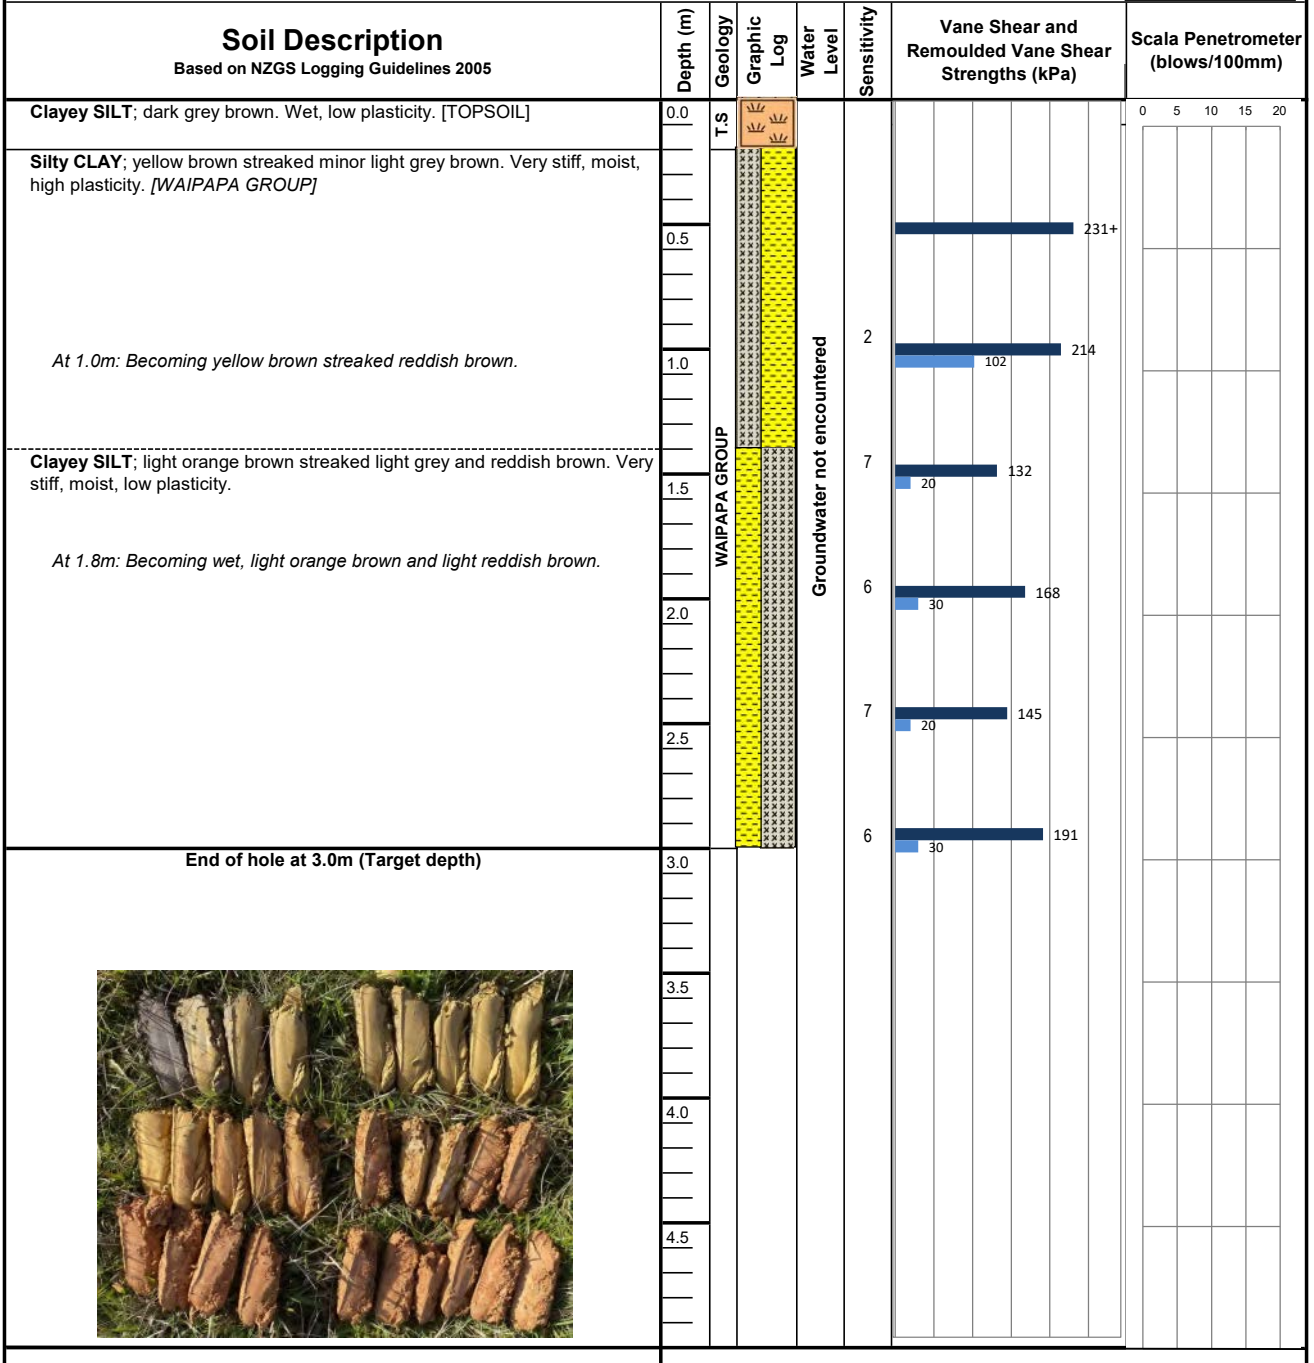 Soil Description
Based on NZGS Logging Guidelines 2005
Depth (m)
Geology
Graphic
Log
Water
Level
Sensitivity
Vane Shear and
Remoulded Vane Shear
Strengths (kPa)
Scala Penetrometer
(blows/100mm)
0 5 10 15 20
Clayey SILT; dark grey brown. Wet, low plasticity. [TOPSOIL]
0.0
T.S
Silty CLAY; yellow brown streaked minor light grey brown. Very stiff, moist,
high plasticity. [WAIPAPA GROUP]
231+
0.5
2
214
At 1.0m: Becoming yellow brown streaked reddish brown.
1.0
102
WAIPAPA GROUP
Groundwater not encountered
Clayey SILT; light orange brown streaked light grey and reddish brown. Very
stiff, moist, low plasticity.
7
132
1.5
20
At 1.8m: Becoming wet, light orange brown and light reddish brown.
6
168
2.0
30
7
145
2.5
20
6
191
30
End of hole at 3.0m (Target depth)
3.0
3.5
4.0
4.5